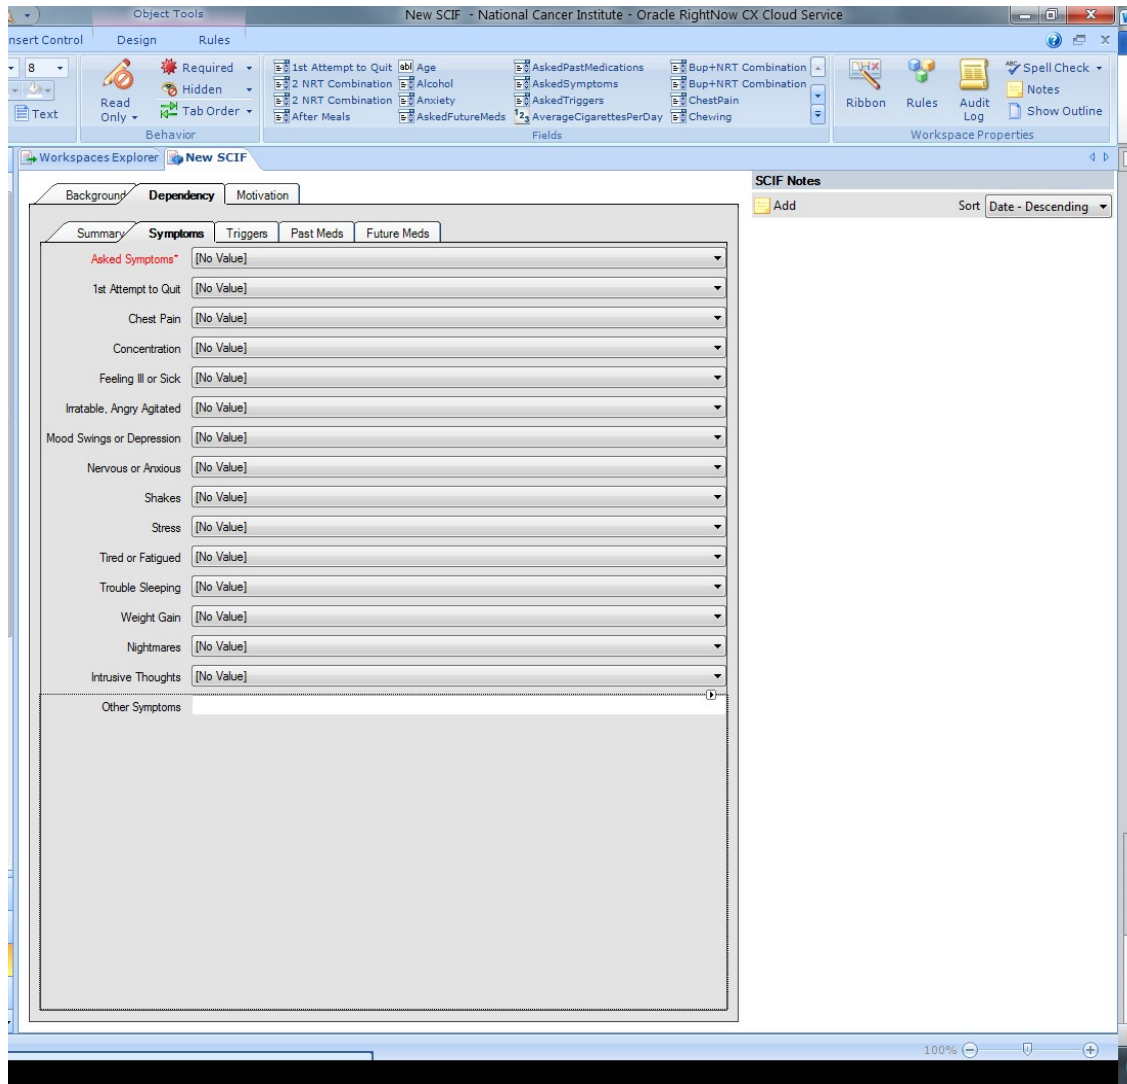 Object Tools New SCIF - National Cancer Institute - Oracle RightNow CX Cloud Service
nsert Control Design Rules
8 Required 1st Attempt to Quit Age AskedPastMedications Bup+NRT Combination Spell Check
Hidden 2 NRT Combination Alcohol AskedSymptoms Bup+NRT Combination Notes
Read Only Tab Order 2 NRT Combination Anxiety AskedTriggers ChestPain Ribbon Rules Audit Log Show Outline
Text After Meals AskedFutureMeds AverageCigarettesPerDay Chewing
Behavior Fields Workspace Properties
Workspaces Explorer New SCIF
SCIF Notes
Background Dependency Motivation
Add Sort Date - Descending
Summary Symptoms Triggers Past Meds Future Meds
Asked Symptoms* [No Value]
1st Attempt to Quit [No Value]
Chest Pain [No Value]
Concentration [No Value]
Feeling Ill or Sick [No Value]
Irratable, Angry Agitated [No Value]
Mood Swings or Depression [No Value]
Nervous or Anxious [No Value]
Shakes [No Value]
Stress [No Value]
Tired or Fatigued [No Value]
Trouble Sleeping [No Value]
Weight Gain [No Value]
Nightmares [No Value]
Intrusive Thoughts [No Value]
Other Symptoms
100%